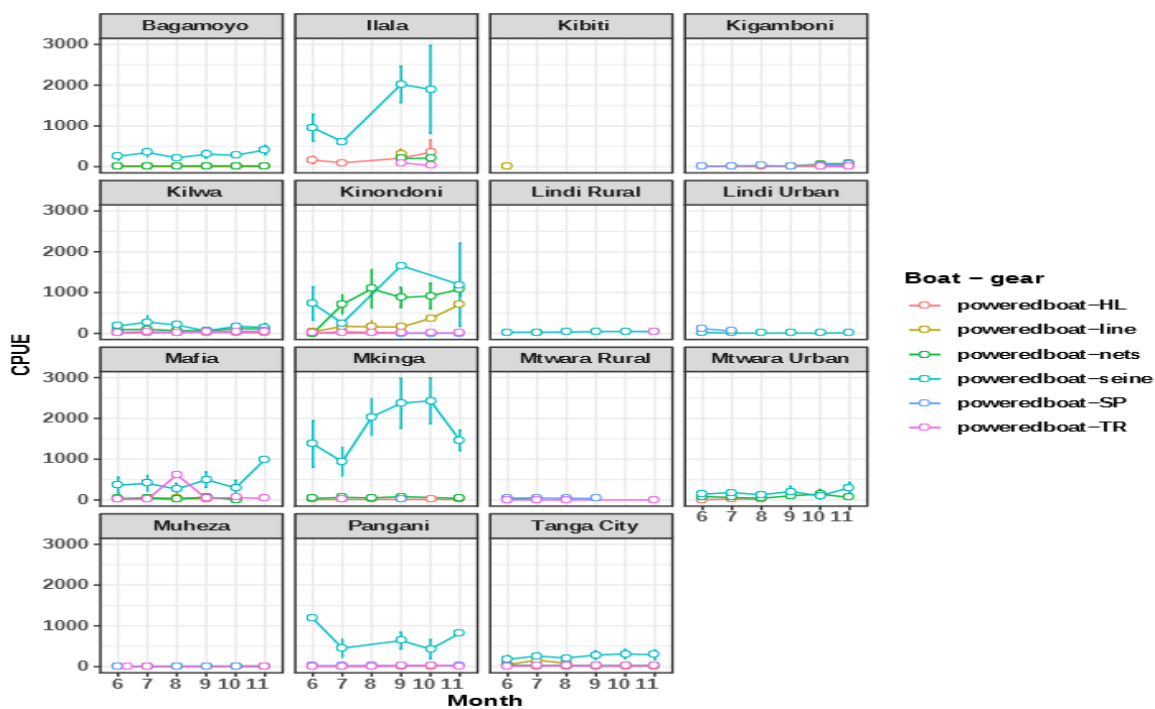 Bagamoyo Ilala Kibiti Kigamboni
3000
2000
1000
0
Kilwa Kinondoni Lindi Rural Lindi Urban
3000
2000
1000
0
Mafia Mkinga Mtwara Rural Mtwara Urban
3000
2000
1000
0
6 7 8 9 10 11
Muheza Pangani Tanga City
3000
2000
1000
0
6 7 8 9 10 11 6 7 8 9 10 11 6 7 8 9 10 11
Month
CPUE
Boat - gear
poweredboat-HL
poweredboat-line
poweredboat-nets
poweredboat-seine
poweredboat-SP
poweredboat-TR